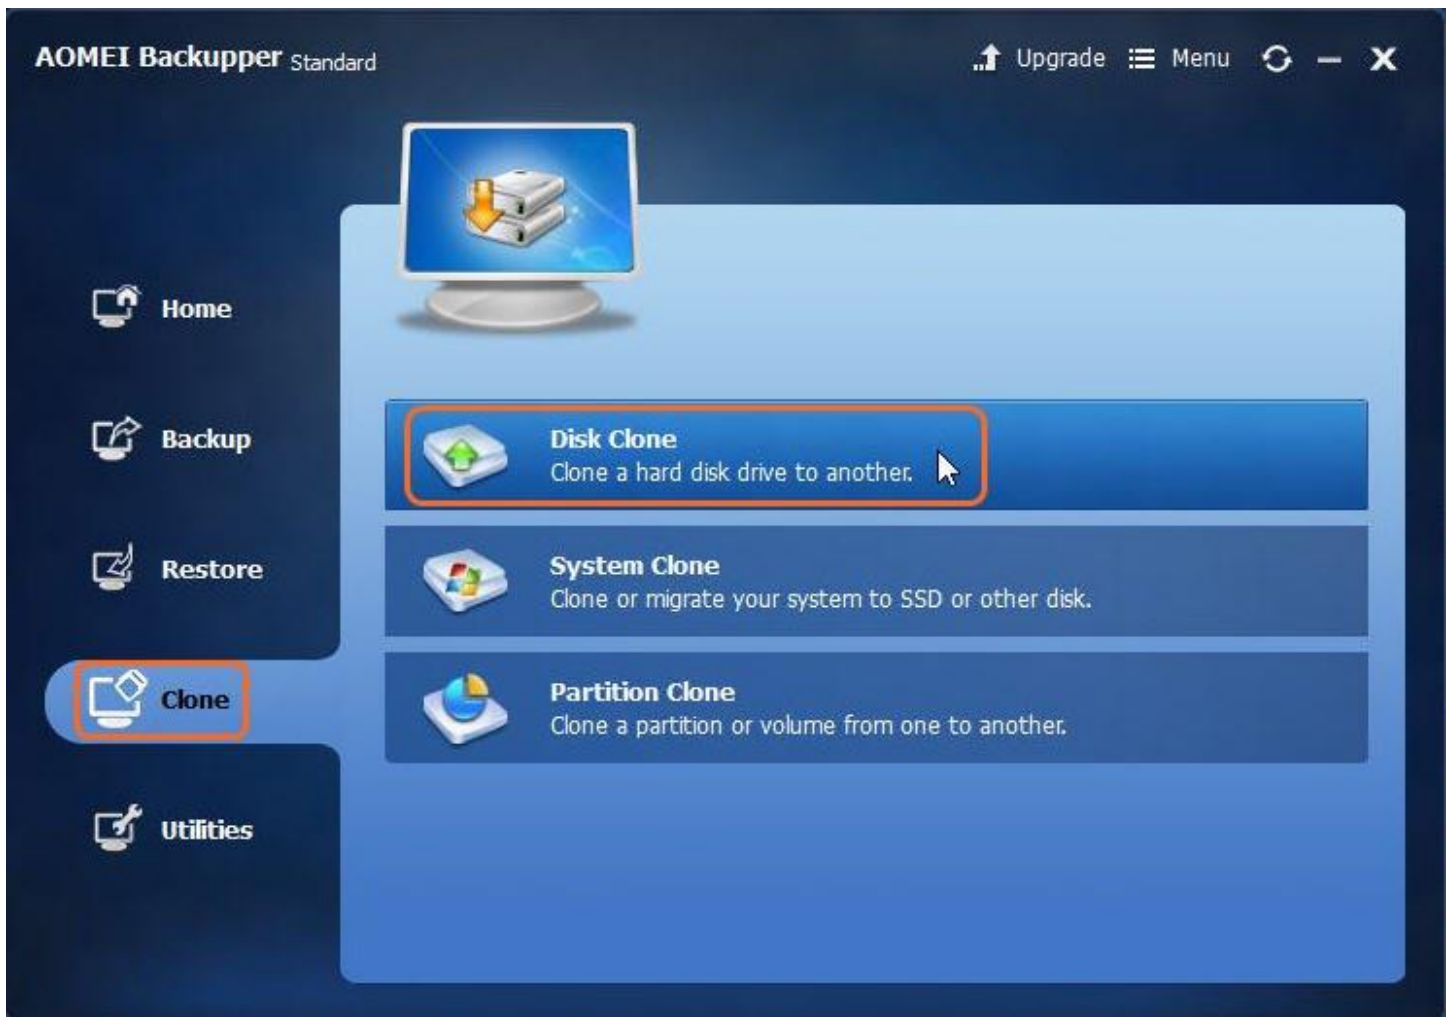 AOMEI Backupper Standard
Upgrade Menu
Home
Backup
Restore
Clone
Utilities
Disk Clone
Clone a hard disk drive to another.
System Clone
Clone or migrate your system to SSD or other disk.
Partition Clone
Clone a partition or volume from one to another.